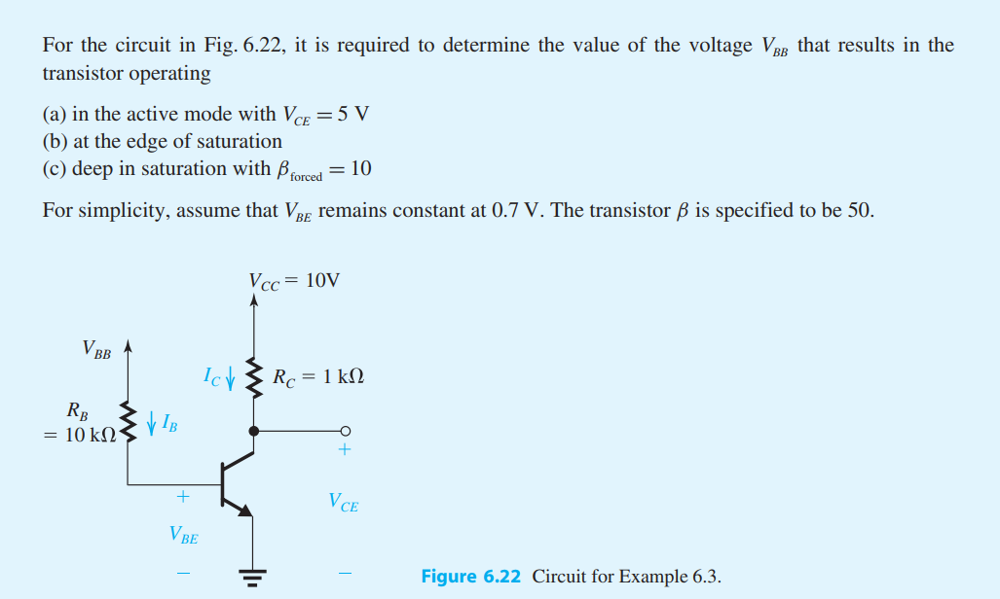 For the circuit in Fig. 6.22, it is required to determine the value of the voltage V_BB that results in the
transistor operating
(a) in the active mode with V_CE = 5 V
(b) at the edge of saturation
(c) deep in saturation with β_forced = 10
For simplicity, assume that V_BE remains constant at 0.7 V. The transistor β is specified to be 50.
V_CC = 10V
V_BB
I_C
R_C = 1 kΩ
R_B
= 10 kΩ
I_B
+
+
V_CE
V_BE
–
–
Figure 6.22 Circuit for Example 6.3.